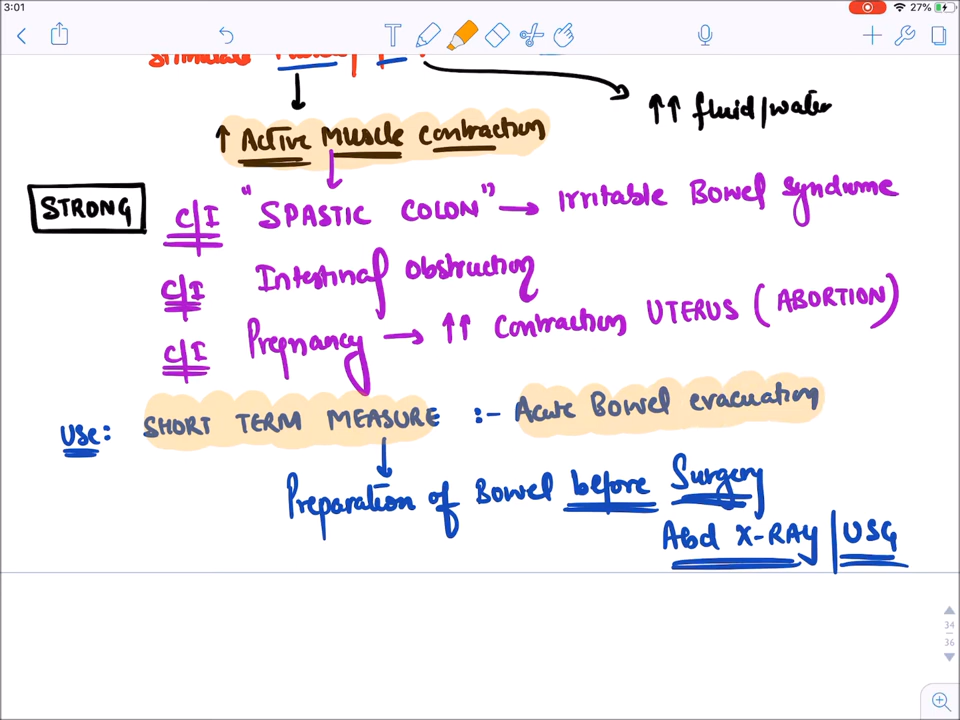 3:01
27%
stimulate
↑↑ fluid/water
↑ Active Muscle contraction
STRONG
C/I "SPASTIC COLON" → Irritable Bowel Syndrome
C/I Intestinal obstruction
C/I Pregnancy → ↑↑ Contraction UTERUS (ABORTION)
Use: SHORT TERM MEASURE :- Acute Bowel evacuation
Preparation of Bowel before Surgery
Abd X-RAY | USG
34
36